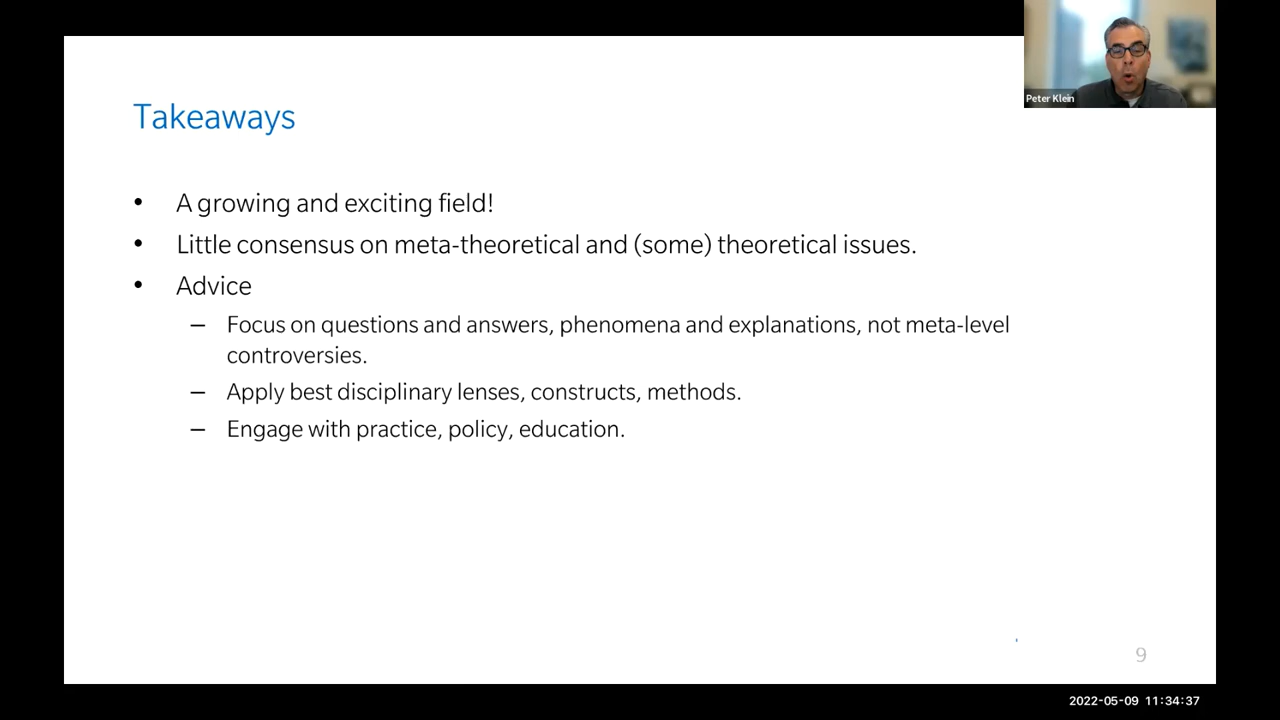 Peter Klein
Takeaways
• A growing and exciting field!
• Little consensus on meta-theoretical and (some) theoretical issues.
• Advice
– Focus on questions and answers, phenomena and explanations, not meta-level
controversies.
– Apply best disciplinary lenses, constructs, methods.
– Engage with practice, policy, education.
9
2022-05-09 11:34:37